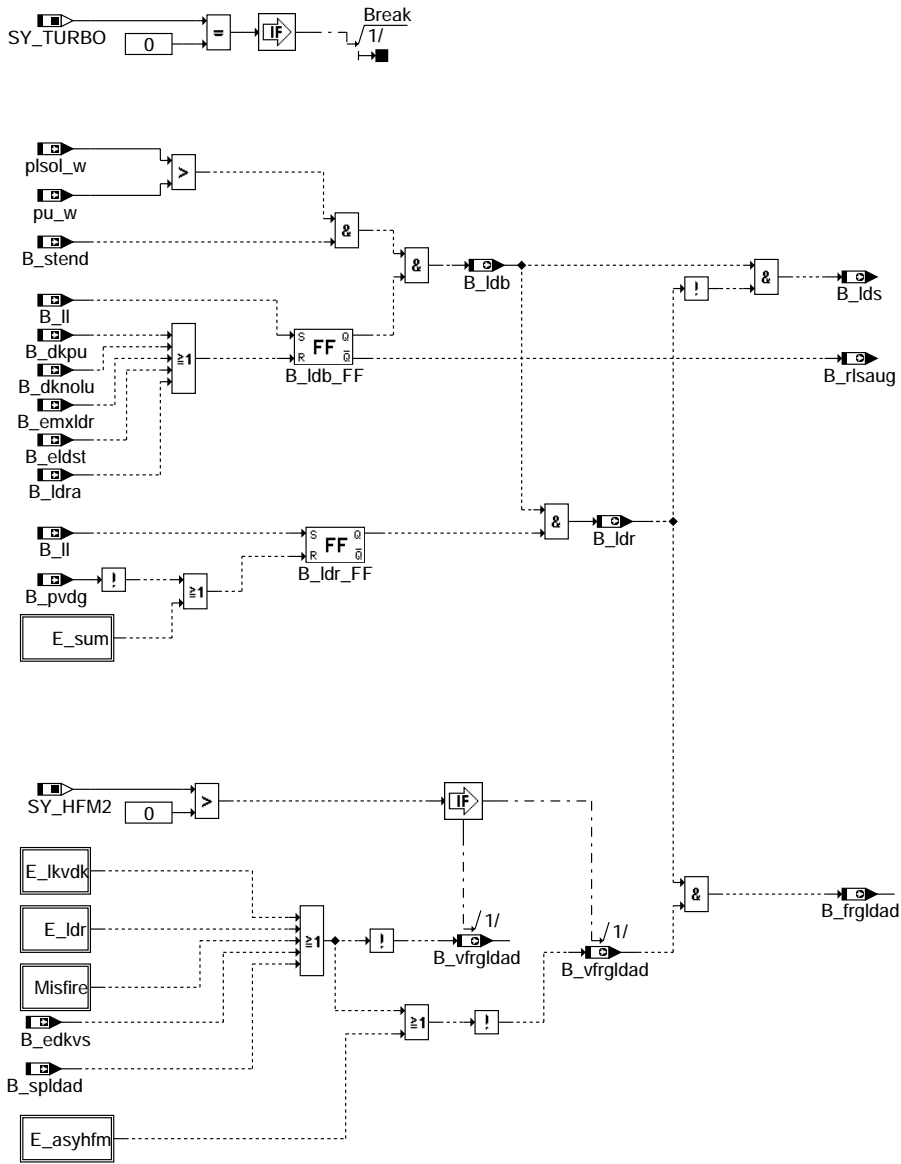 Break
SY_TURBO
0
=
IF
1/
plsol_w
>
pu_w
&
B_stend
&
B_ldb
&
B_lds
!
B_ll
B_dkpu
≧1
S Q
FF
R Q̅
B_ldb_FF
B_rlsaug
B_dknolu
B_emxldr
B_eldst
B_ldra
&
B_ldr
B_ll
S Q
FF
R Q̅
B_ldr_FF
B_pvdg
!
≧1
E_sum
SY_HFM2
0
>
IF
E_lkvdk
&
B_frgldad
E_ldr
≧1
!
1/
B_vfrgldad
1/
B_vfrgldad
Misfire
B_edkvs
≧1
!
B_spldad
E_asyhfm